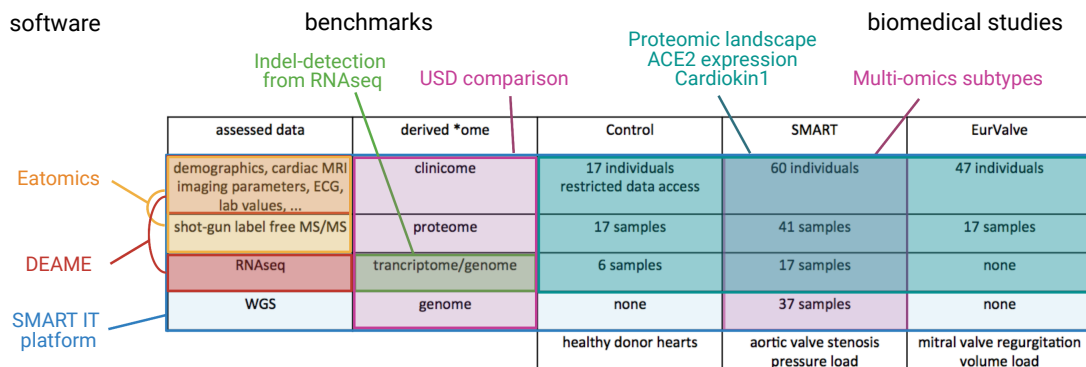 software
benchmarks
biomedical studies
Indel-detection
from RNAseq
USD comparison
Proteomic landscape
ACE2 expression
Cardiokin1
Multi-omics subtypes
assessed data
derived *ome
Control
SMART
EurValve
Eatomics
demographics, cardiac MRI
imaging parameters, ECG,
lab values, ...
clinicome
17 individuals
restricted data access
60 individuals
47 individuals
shot-gun label free MS/MS
proteome
17 samples
41 samples
17 samples
DEAME
RNAseq
trancriptome/genome
6 samples
17 samples
none
SMART IT
platform
WGS
genome
none
37 samples
none
healthy donor hearts
aortic valve stenosis
pressure load
mitral valve regurgitation
volume load